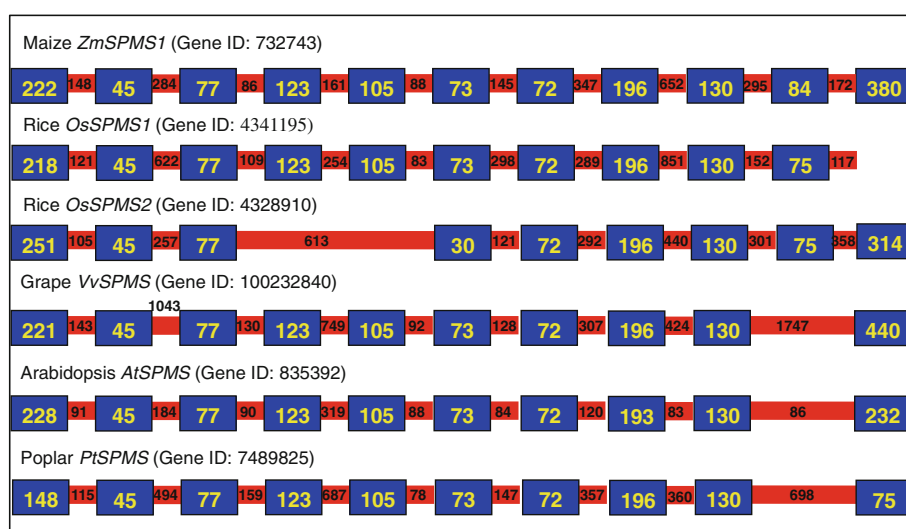 Maize ZmSPMS1 (Gene ID: 732743)
222 148 45 284 77 86 123 161 105 88 73 145 72 347 196 652 130 295 84 172 380
Rice OsSPMS1 (Gene ID: 4341195)
218 121 45 622 77 109 123 254 105 83 73 298 72 289 196 851 130 152 75 117
Rice OsSPMS2 (Gene ID: 4328910)
251 105 45 257 77 613 30 121 72 292 196 440 130 301 75 358 314
Grape VvSPMS (Gene ID: 100232840)
1043
221 143 45 77 130 123 749 105 92 73 128 72 307 196 424 130 1747 440
Arabidopsis AtSPMS (Gene ID: 835392)
228 91 45 184 77 90 123 319 105 88 73 84 72 120 193 83 130 86 232
Poplar PtSPMS (Gene ID: 7489825)
148 115 45 494 77 159 123 687 105 78 73 147 72 357 196 360 130 698 75